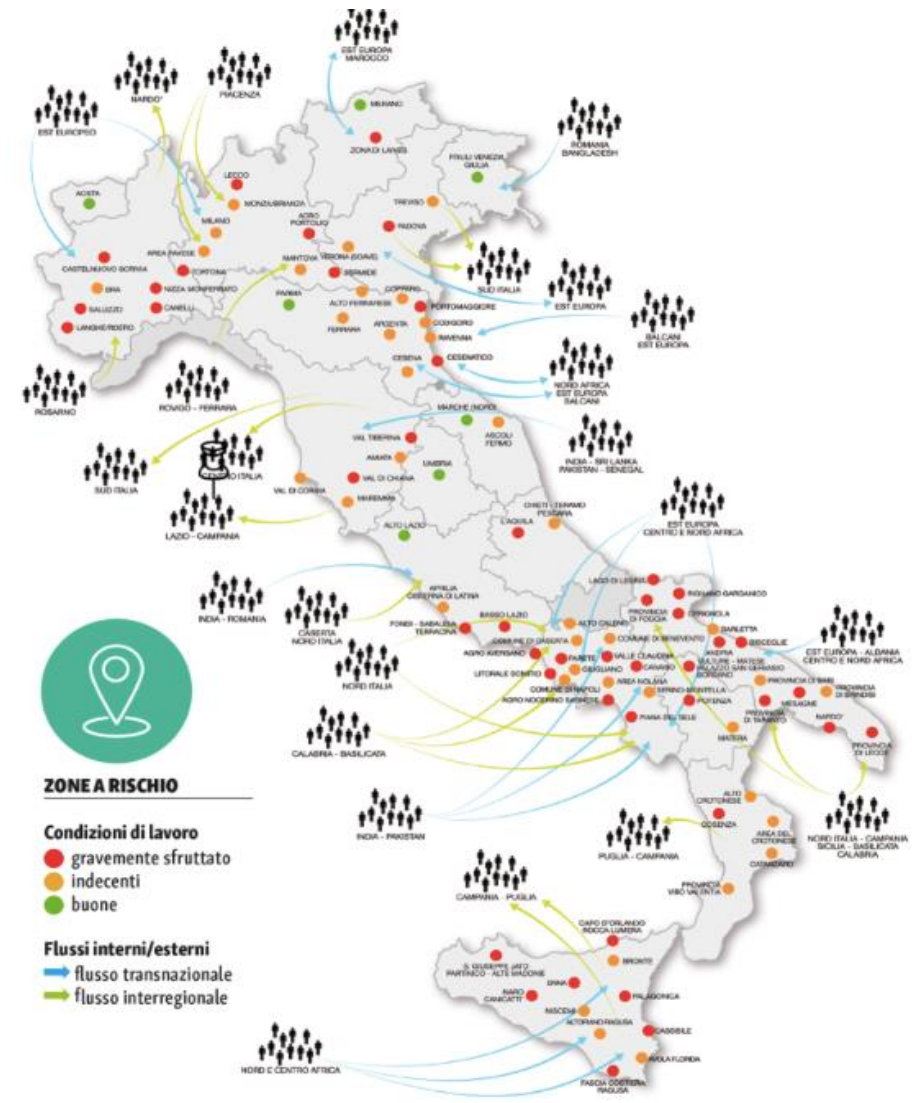 EST EUROPA
MAROCCO
NARDO'
PIACENZA
EST EUROPEO
MERANO
ROMANIA
BANGLADESH
ZONA DI LAIVES
FRIULI VENEZIA
GIULIA
LECCO
AOSTA
MONZA/BRIANZA
TREVISO
MILANO
AGRO
PORTOLIO
PADOVA
AREA PAVESE
VERONA (SOAVE)
MANTOVA
CASTELNUOVO SCRIVIA
TORTONA
SERMIDE
SUD ITALIA
BRA
NIZZA MONFERRATO
PARMA
COPPARO
ALTO FERRARESE
EST EUROPA
SALUZZO
CANELLI
PORTOMAGGIORE
CODIGORO
LANGHE/ROERO
FERRARA
ARGENTA
RAVENNA
BALCANI
EST EUROPA
CESENA
CESENATICO
NORD AFRICA
EST EUROPA
BALCANI
ROSARNO
ROVIGO - FERRARA
MARCHE (NORD)
ASCOLI
FERMO
VAL TIBERINA
INDIA - SRI LANKA
PAKISTAN - SENEGAL
AMIATA
UMBRIA
SUD ITALIA
ITALIA
VAL DI CORNIA
VAL DI CHIANA
MAREMMA
CHIETI - TERAMO
PESCARA
LAZIO - CAMPANIA
ALTO LAZIO
L'AQUILA
EST EUROPA
CENTRO E NORD AFRICA
LAGO DI LESINA
INDIA - ROMANIA
APRILIA
CISTERNA DI LATINA
RIGNANO GARGANICO
PROVINCIA
DI FOGGIA
CERIGNOLA
CASERTA
NORD ITALIA
FONDI - SABAUDIA
TERRACINA
BASSO LAZIO
ALTO CALENO
BARLETTA
COMUNE DI CASERTA
COMUNE DI BENEVENTO
ANDRIA
BISCEGLIE
EST EUROPA - ALBANIA
CENTRO E NORD AFRICA
AGRO AVERSANO
PARETE
VALLE CLAUDINA
VULTURE - MATESE
PALAZZO SAN GERVASIO
NORD ITALIA
LITORALE DOMITIO
GIUGLIANO
CAIVANO
PROVINCIA DI BARI
COMUNE DI NAPOLI
AREA NOLANA
SERINO-MONTELLA
PROVINCIA
DI BRINDISI
AGRO NOCERINO SARNESE
POTENZA
MESAGNE
PIANA DEL SELE
PROVINCIA
DI TARANTO
NARDO'
CALABRIA - BASILICATA
MATERA
PROVINCIA
DI LECCE
ZONE A RISCHIO
ALTO
CROTONESE
INDIA - PAKISTAN
COSENZA
AREA DEL
CROTONESE
NORD ITALIA - CAMPANIA
SICILIA - BASILICATA
CALABRIA
PUGLIA - CAMPANIA
CATANZARO
Condizioni di lavoro
gravemente sfruttato
indecenti
buone
PROVINCIA
VIBO VALENTIA
CAMPANIA - PUGLIA
CAPO D'ORLANDO
ROCCA LUMERA
Flussi interni/esterni
flusso transnazionale
flusso interregionale
S. GIUSEPPE JATO
PARTINICO - ALTE MADONIE
BRONTE
ENNA
NARO
CANICATTI'
PALAGONICA
NISCEMI
ALTOPIANO RAGUSA
CASSIBILE
AVOLA FLORIDIA
NORD E CENTRO AFRICA
FASCIA COSTIERA
RAGUSA